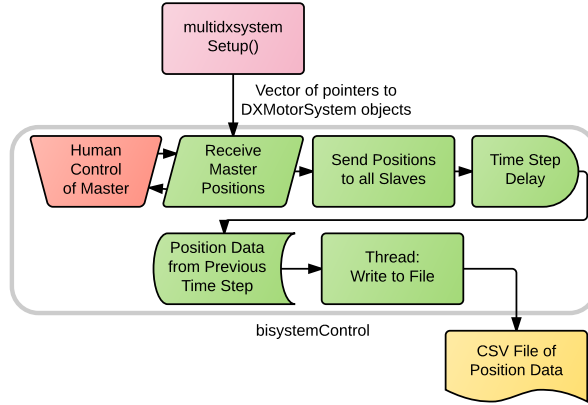 multidxsystem
Setup()
Vector of pointers to
DXMotorSystem objects
Human
Control
of Master
Receive
Master
Positions
Send Positions
to all Slaves
Time Step
Delay
Position Data
from Previous
Time Step
Thread:
Write to File
bisystemControl
CSV File of
Position Data